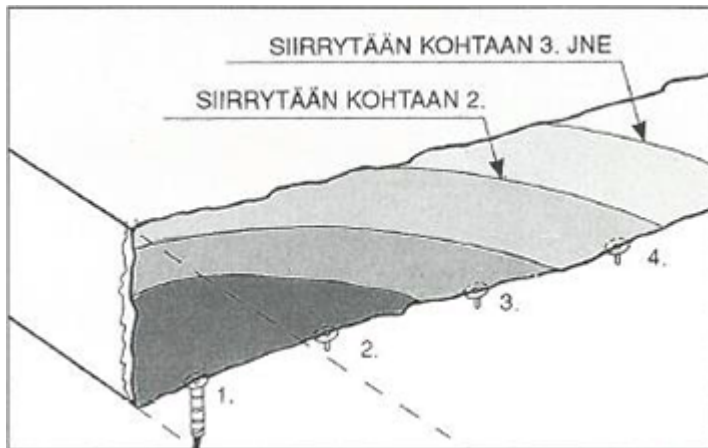 SIIRRYTÄÄN KOHTAAN 3. JNE
SIIRRYTÄÄN KOHTAAN 2.
4.
3.
2.
1.